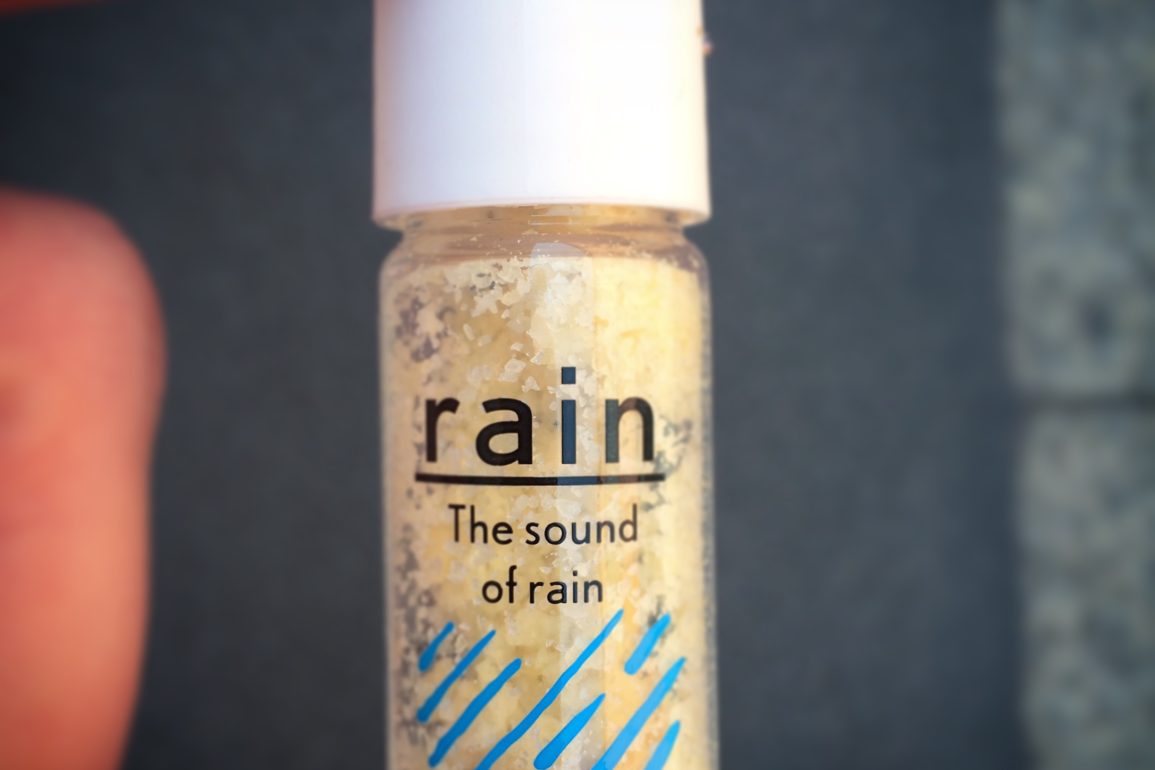 rain
The sound
of rain